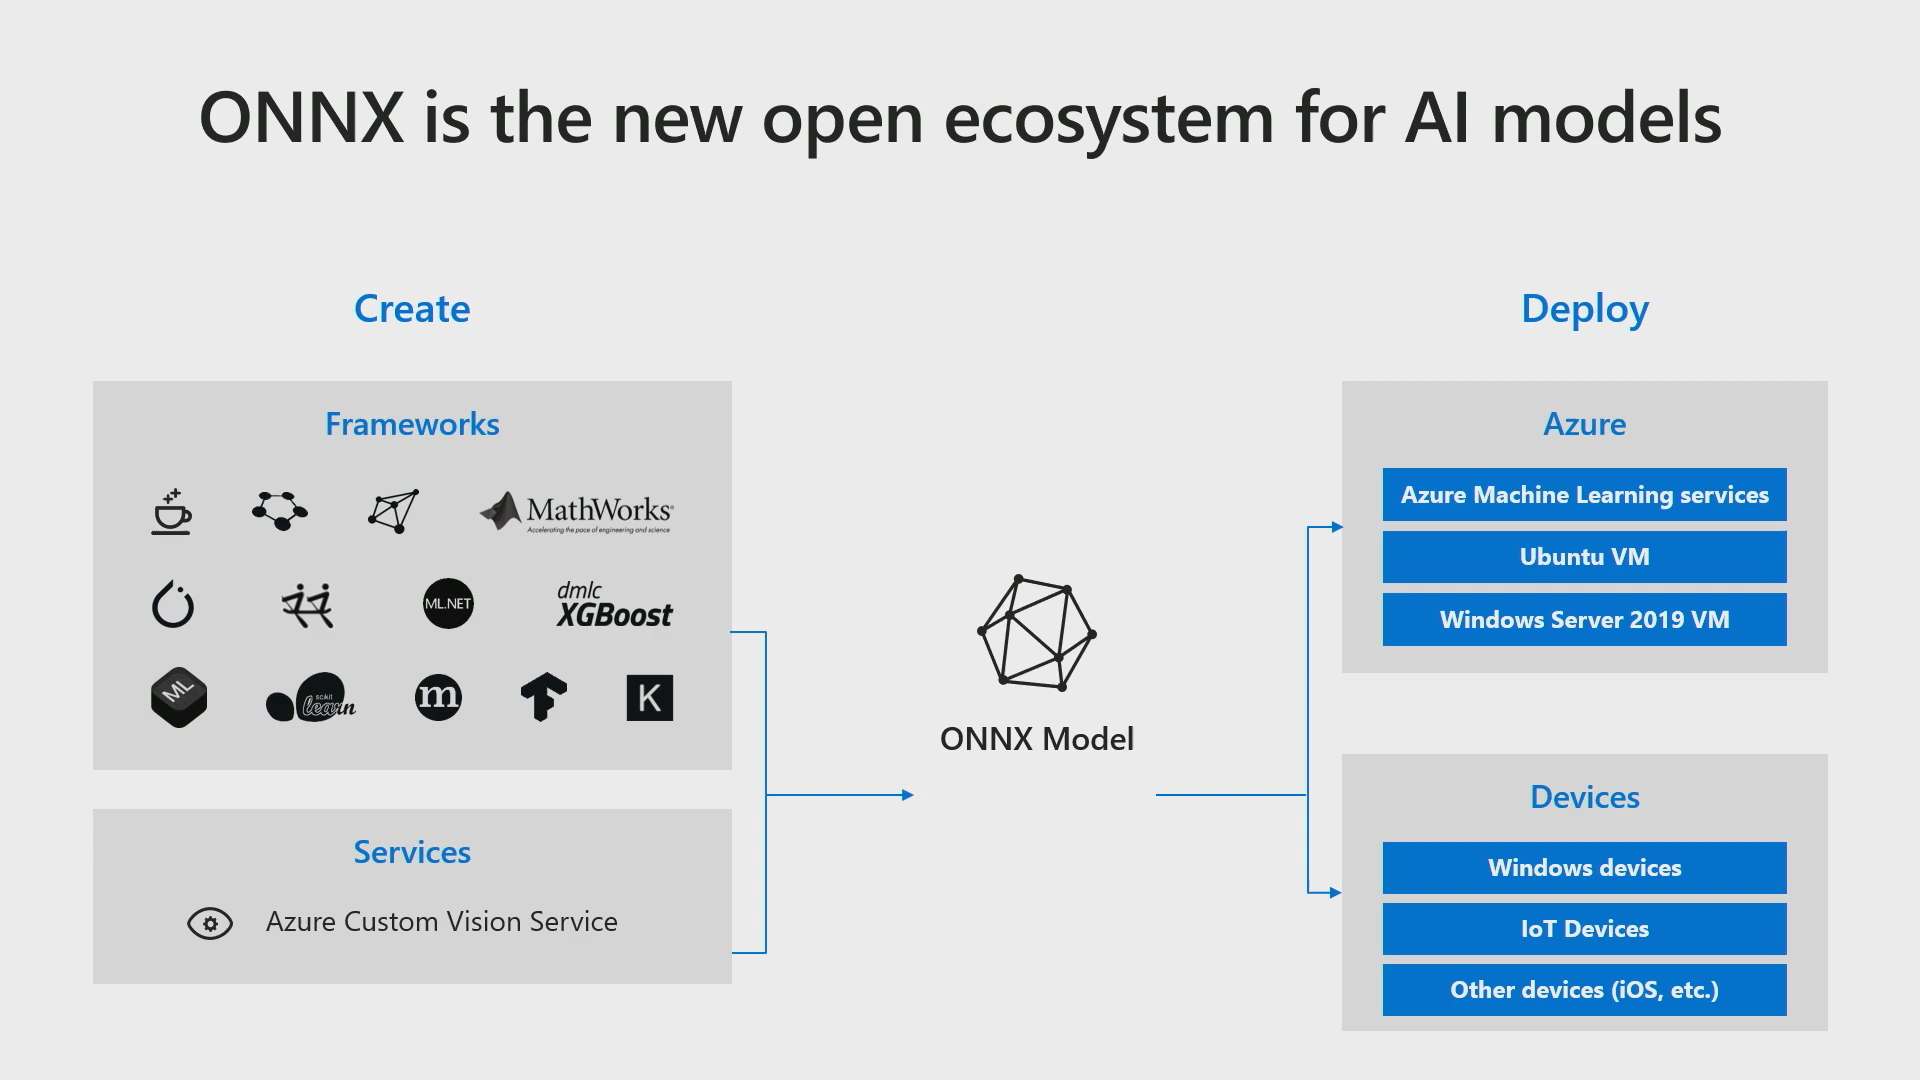 ONNX is the new open ecosystem for AI models
Create
Frameworks
MathWorks®
Accelerating the pace of engineering and science
ML.NET
dmlc
XGBoost
ML
scikit
learn
m
K
Services
Azure Custom Vision Service
ONNX Model
Deploy
Azure
Azure Machine Learning services
Ubuntu VM
Windows Server 2019 VM
Devices
Windows devices
IoT Devices
Other devices (iOS, etc.)